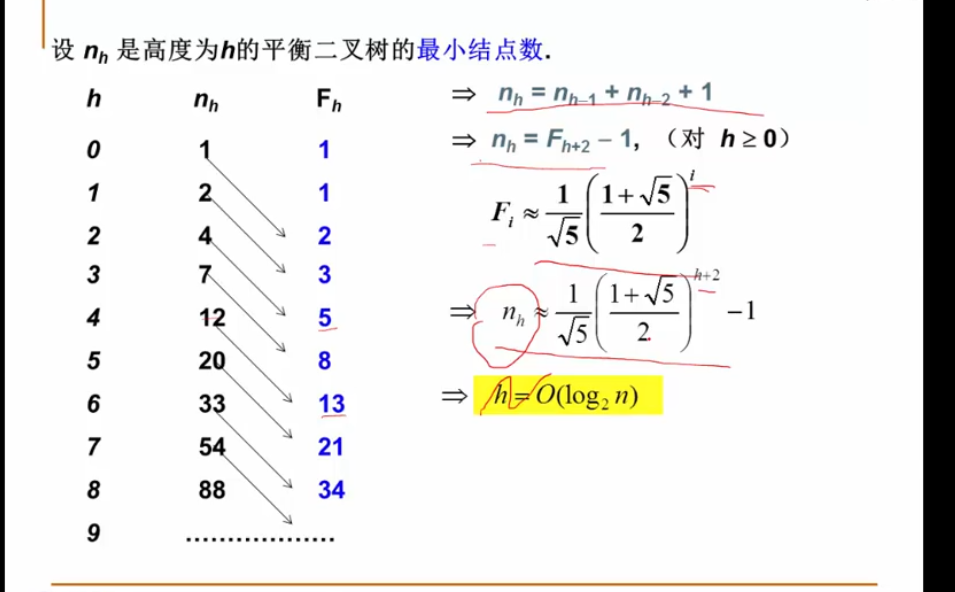 设 nₕ 是高度为h的平衡二叉树的最小结点数.
h nₕ Fₕ
0 1 1
1 2 1
2 4 2
3 7 3
4 12 5
5 20 8
6 33 13
7 54 21
8 88 34
9 ..................
⇒ nₕ = nₕ₋₁ + nₕ₋₂ + 1
⇒ nₕ = Fₕ₊₂ − 1, （对 h ≥ 0）
Fᵢ ≈ 1/√5 ((1+√5)/2)ⁱ
⇒ nₕ ≈ 1/√5 ((1+√5)/2)ʰ⁺² −1
⇒ h = O(log₂ n)